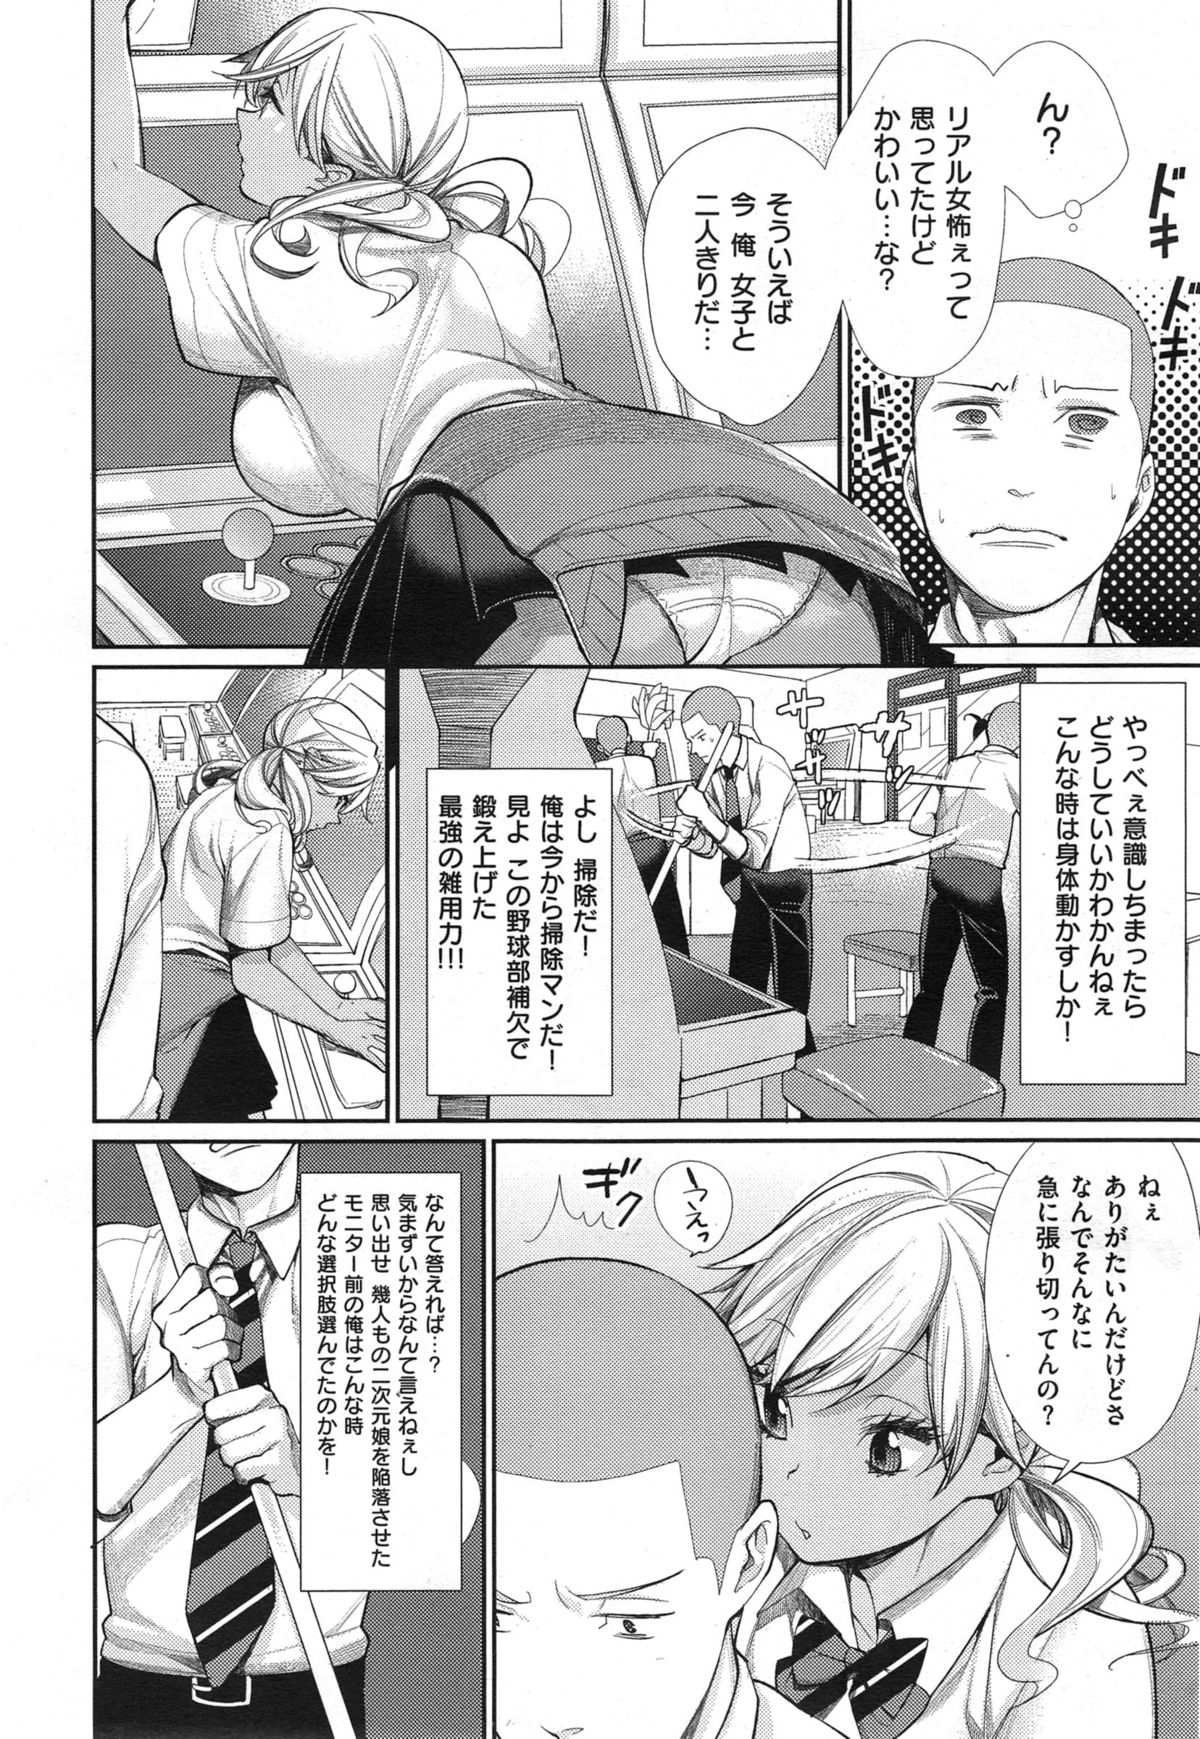 ん？
リアル女怖ぇって
思ってたけど
かわいい…な？
そういえば
今 俺 女子と
二人きりだ…
ドキ
ドキ
ドキ
やっべぇ意識しちまったら
どうしていいかわかんねぇ
こんな時は身体動かすしか！
ササ
ササッ
よし 掃除だ！
俺は今から掃除マンだ！
見よ この野球部補欠で
鍛え上げた
最強の雑用力!!!
ねぇ
ありがたいんだけどさ
なんでそんなに
急に張り切ってんの？
ギク
なんて答えれば…？
気まずいからなんて言えねぇし
思い出せ 幾人もの二次元娘を陥落させた
モニター前の俺はこんな時
どんな選択肢選んでたのかを！